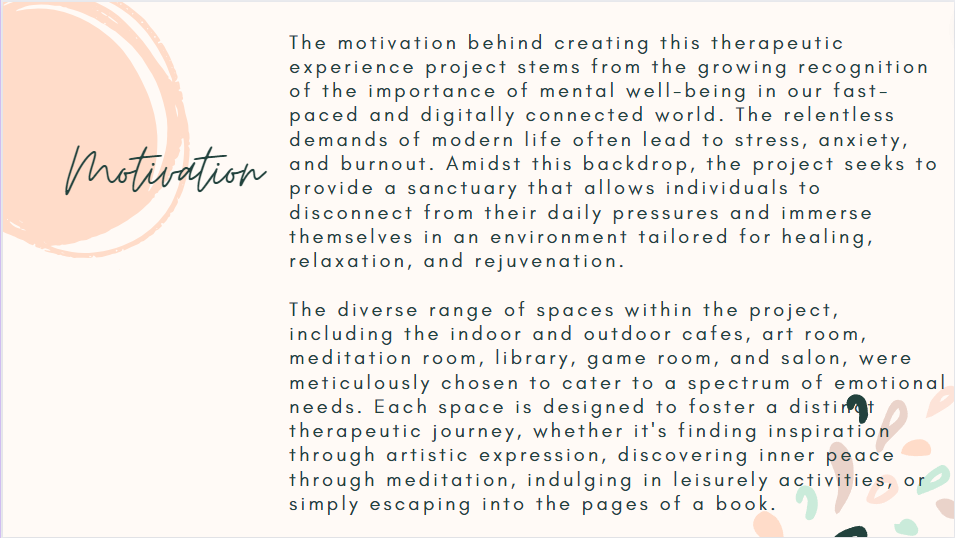 Motivation
The motivation behind creating this therapeutic
experience project stems from the growing recognition
of the importance of mental well-being in our fast-
paced and digitally connected world. The relentless
demands of modern life often lead to stress, anxiety,
and burnout. Amidst this backdrop, the project seeks to
provide a sanctuary that allows individuals to
disconnect from their daily pressures and immerse
themselves in an environment tailored for healing,
relaxation, and rejuvenation.
The diverse range of spaces within the project,
including the indoor and outdoor cafes, art room,
meditation room, library, game room, and salon, were
meticulously chosen to cater to a spectrum of emotional
needs. Each space is designed to foster a distinct
therapeutic journey, whether it's finding inspiration
through artistic expression, discovering inner peace
through meditation, indulging in leisurely activities, or
simply escaping into the pages of a book.